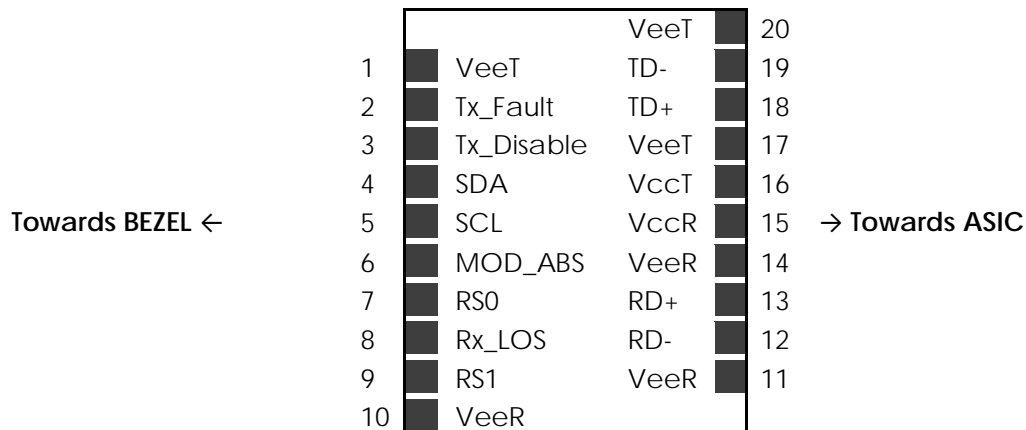 VeeT 20
1 VeeT TD- 19
2 Tx_Fault TD+ 18
3 Tx_Disable VeeT 17
4 SDA VccT 16
Towards BEZEL ← 5 SCL VccR 15 → Towards ASIC
6 MOD_ABS VeeR 14
7 RS0 RD+ 13
8 Rx_LOS RD- 12
9 RS1 VeeR 11
10 VeeR